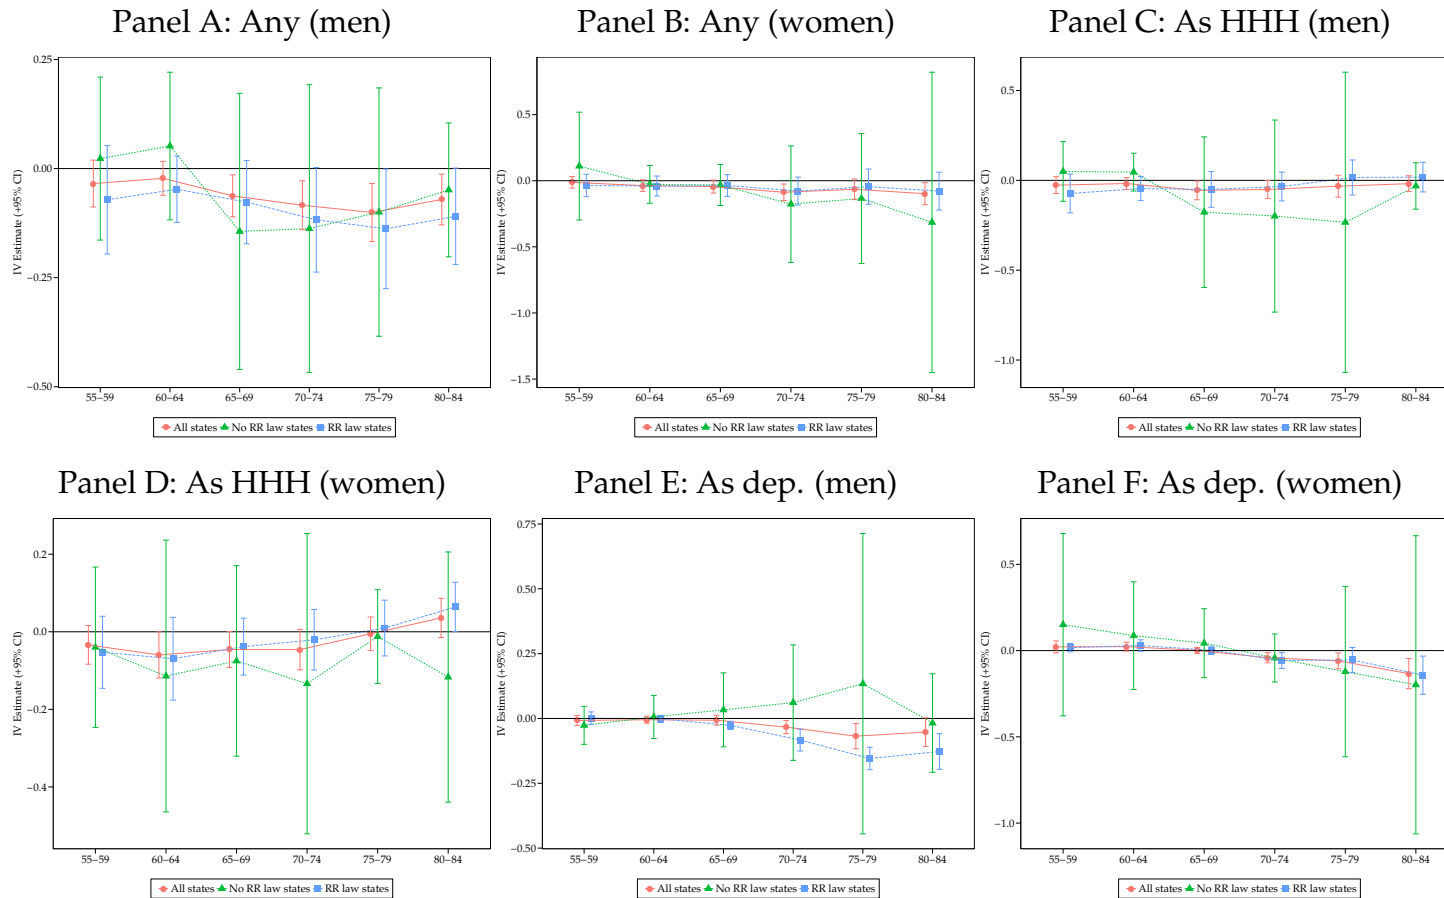 Panel A: Any (men)
0.25
0.00
−0.25
−0.50
IV Estimate (+95% CI)
55−59 60−64 65−69 70−74 75−79 80−84
All states No RR law states RR law states
Panel B: Any (women)
0.5
0.0
−0.5
−1.0
−1.5
IV Estimate (+95% CI)
55−59 60−64 65−69 70−74 75−79 80−84
All states No RR law states RR law states
Panel C: As HHH (men)
0.5
0.0
−0.5
−1.0
IV Estimate (+95% CI)
55−59 60−64 65−69 70−74 75−79 80−84
All states No RR law states RR law states
Panel D: As HHH (women)
0.2
0.0
−0.2
−0.4
IV Estimate (+95% CI)
55−59 60−64 65−69 70−74 75−79 80−84
All states No RR law states RR law states
Panel E: As dep. (men)
0.75
0.50
0.25
0.00
−0.25
−0.50
IV Estimate (+95% CI)
55−59 60−64 65−69 70−74 75−79 80−84
All states No RR law states RR law states
Panel F: As dep. (women)
0.5
0.0
−0.5
−1.0
IV Estimate (+95% CI)
55−59 60−64 65−69 70−74 75−79 80−84
All states No RR law states RR law states